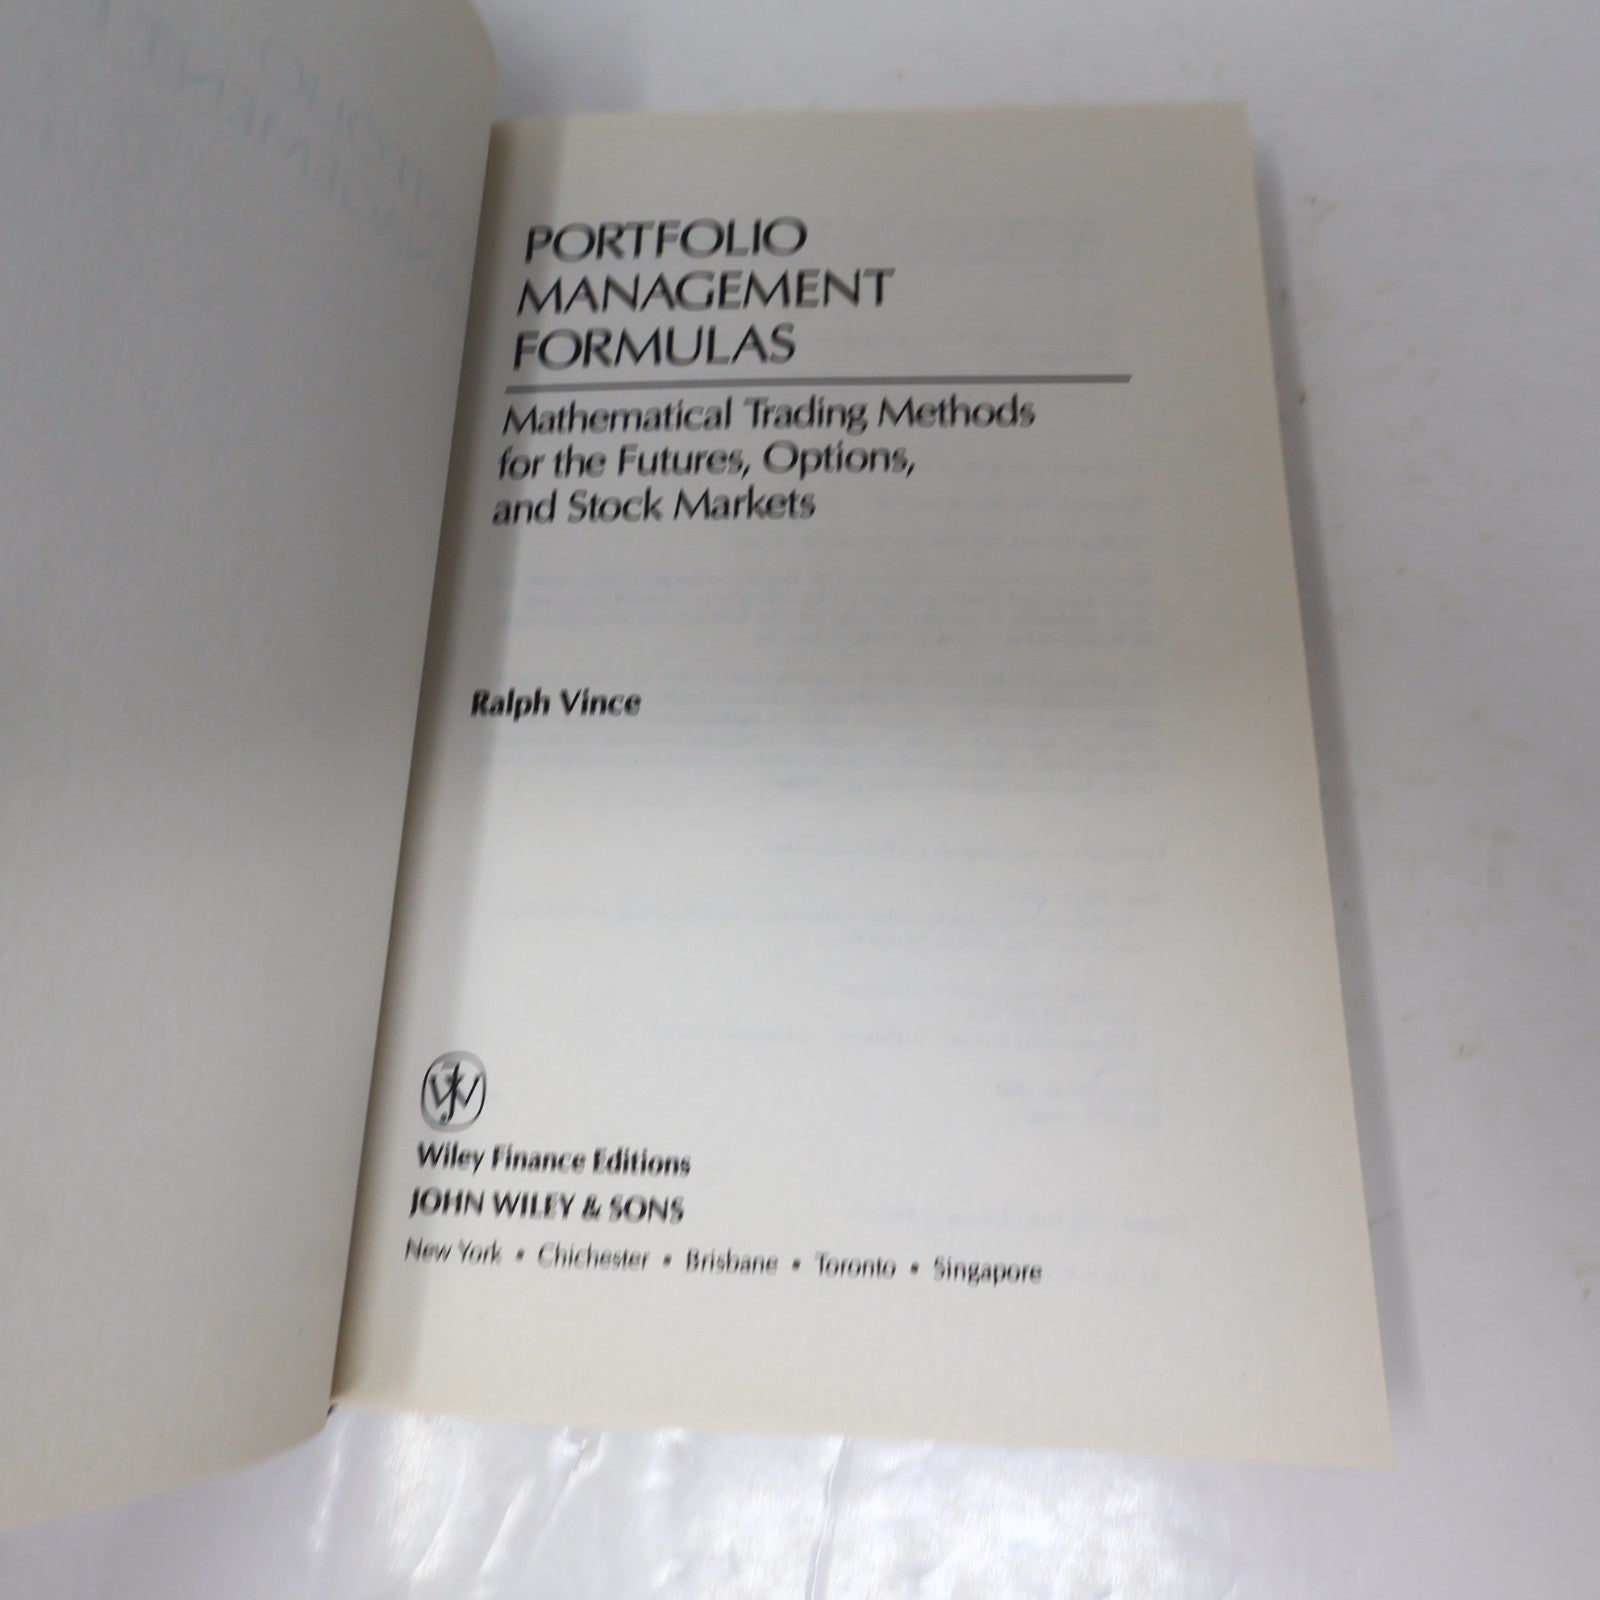 PORTFOLIO
MANAGEMENT
FORMULAS
Mathematical Trading Methods
for the Futures, Options,
and Stock Markets
Ralph Vince
Wiley Finance Editions
JOHN WILEY & SONS
New York • Chichester • Brisbane • Toronto • Singapore